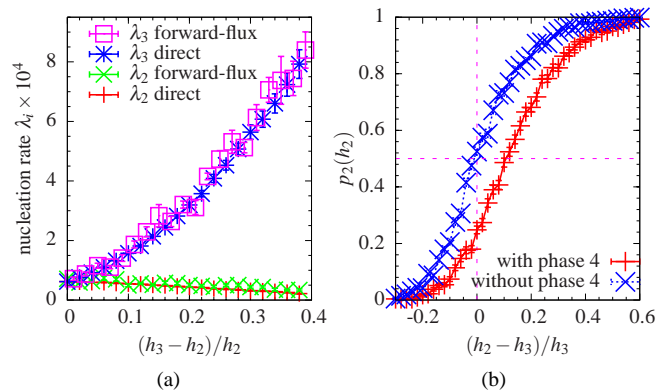 λ3 forward-flux
λ3 direct
λ2 forward-flux
λ2 direct
nucleation rate λi × 10^4
8
6
4
2
0
0.0 0.1 0.2 0.3 0.4
(h3 − h2)/h2
(a)
p2(h2)
1
0.8
0.6
0.4
0.2
0
with phase 4
without phase 4
-0.2 0 0.2 0.4 0.6
(h2 − h3)/h3
(b)